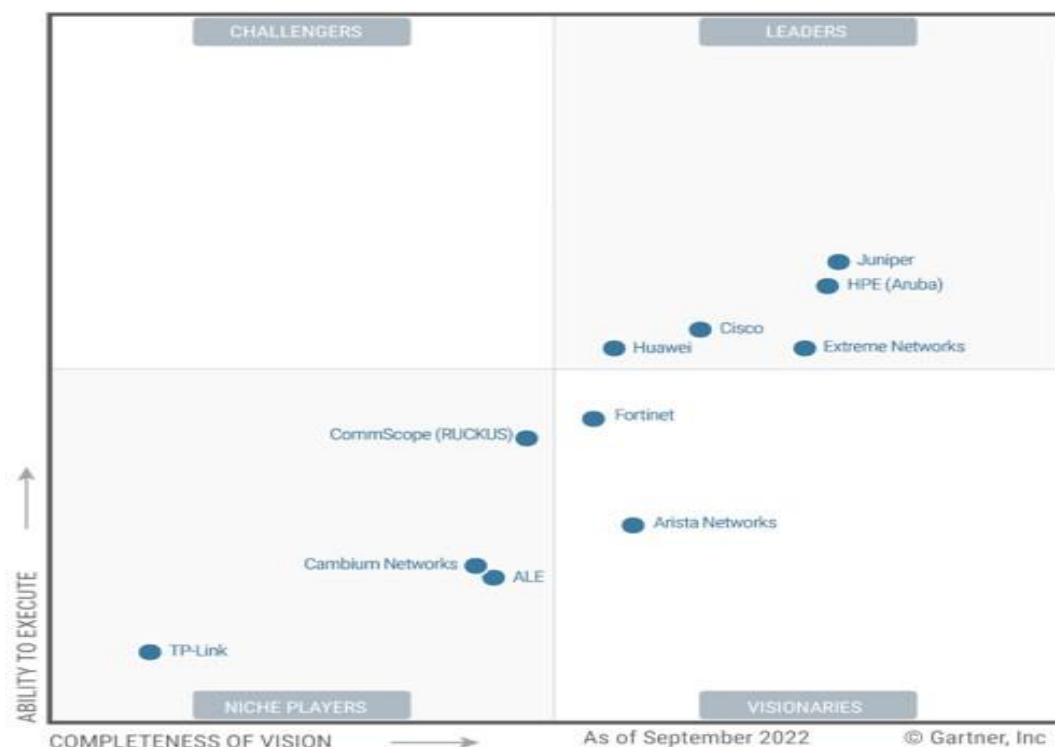 CHALLENGERS
LEADERS
Juniper
HPE (Aruba)
Cisco
Huawei
Extreme Networks
Fortinet
CommScope (RUCKUS)
Arista Networks
Cambium Networks
ALE
TP-Link
NICHE PLAYERS
VISIONARIES
ABILITY TO EXECUTE
COMPLETENESS OF VISION
As of September 2022
© Gartner, Inc